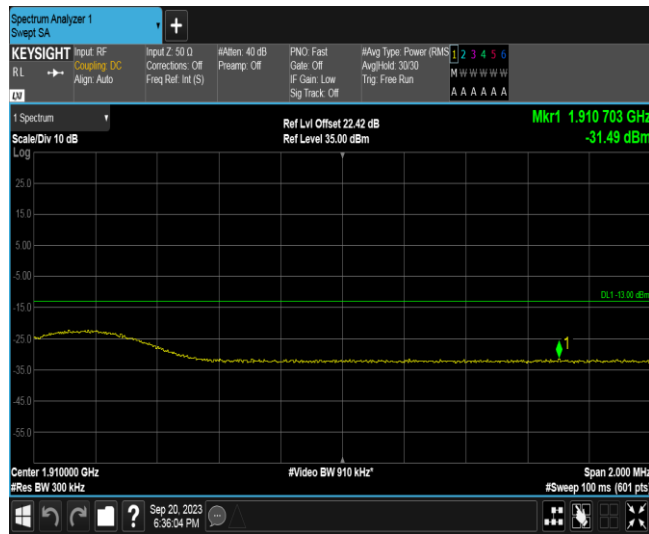 Spectrum Analyzer 1
Swept SA
+
KEYSIGHT
RL
LXI
Input: RF
Coupling: DC
Align: Auto
Input Z: 50 Ω
Corrections: Off
Freq Ref: Int (S)
#Atten: 40 dB
Preamp: Off
PNO: Fast
Gate: Off
IF Gain: Low
Sig Track: Off
#Avg Type: Power (RMS
Avg|Hold: 30/30
Trig: Free Run
1 2 3 4 5 6
M W W W W W
A A A A A A
1 Spectrum
Scale/Div 10 dB
Ref Lvl Offset 22.42 dB
Ref Level 35.00 dBm
Mkr1 1.910 703 GHz
-31.49 dBm
Log
25.0
15.0
5.00
-5.00
DL1 -13.00 dBm
-15.0
-25.0
1
-35.0
-45.0
-55.0
Center 1.910000 GHz
#Video BW 910 kHz*
Span 2.000 MHz
#Res BW 300 kHz
#Sweep 100 ms (601 pts
?
Sep 20, 2023
6:36:04 PM